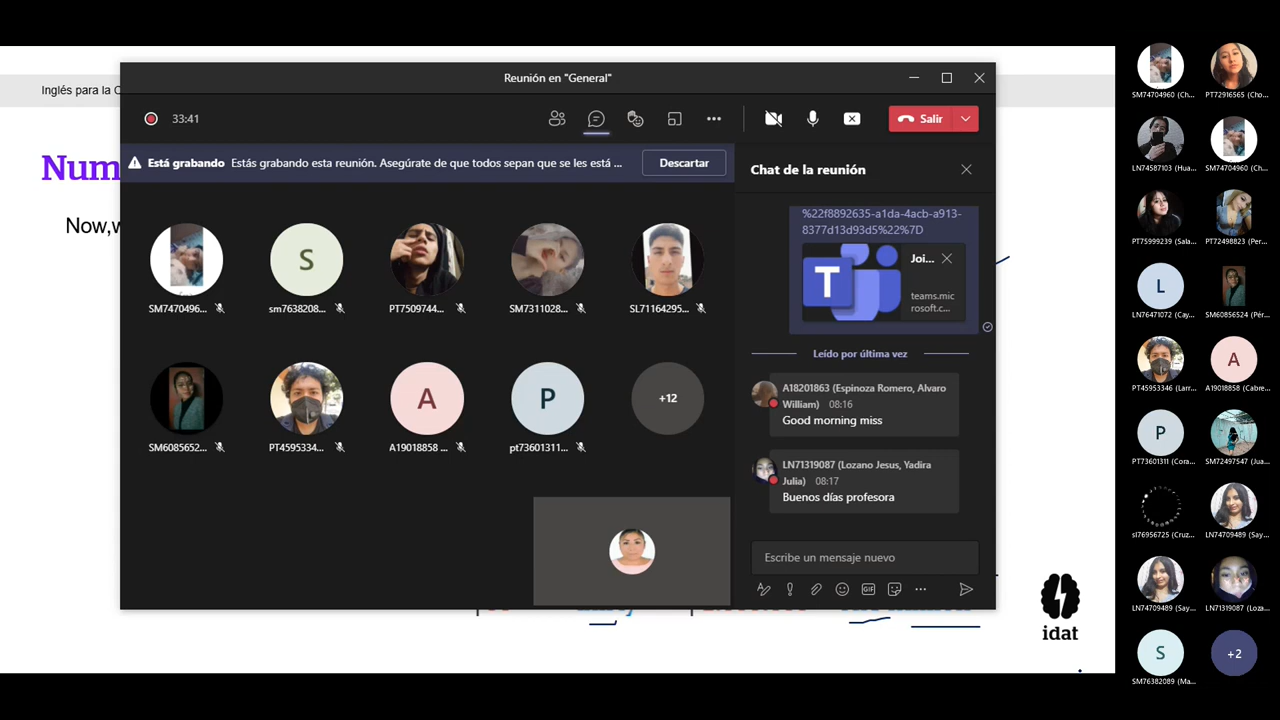 Inglés para la C
Num
Now,w
Reunión en "General"
33:41
Salir
Está grabando Estás grabando esta reunión. Asegúrate de que todos sepan que se les está ...
Descartar
S
SM7470496...
sm7638208...
PT7509744...
SM7311028...
SL71164295...
A
P
+12
SM6085652...
PT4595334...
A19018858 ...
pt73601311...
Chat de la reunión
%22f8892635-a1da-4acb-a913-
8377d13d93d5%22%7D
T
Joi...
teams.mic
rosoft.c...
Leído por última vez
A18201863 (Espinoza Romero, Alvaro
William) 08:16
Good morning miss
LN71319087 (Lozano Jesus, Yadira
Julia) 08:17
Buenos días profesora
Escribe un mensaje nuevo
GIF
idat
SM74704960 (Ch...
PT72916565 (Cho...
LN74587103 (Hua...
SM74704960 (Ch...
PT75999239 (Sala...
PT72498823 (Per...
L
LN76471072 (Cay...
SM60856524 (Pér...
A
PT45953346 (Larr...
A19018858 (Cabre...
P
PT73601311 (Cora...
SM72497547 (Jua...
sl76956725 (Cruz...
LN74709489 (Say...
LN74709489 (Say...
LN71319087 (Loza...
S
+2
SM76382089 (Ma...